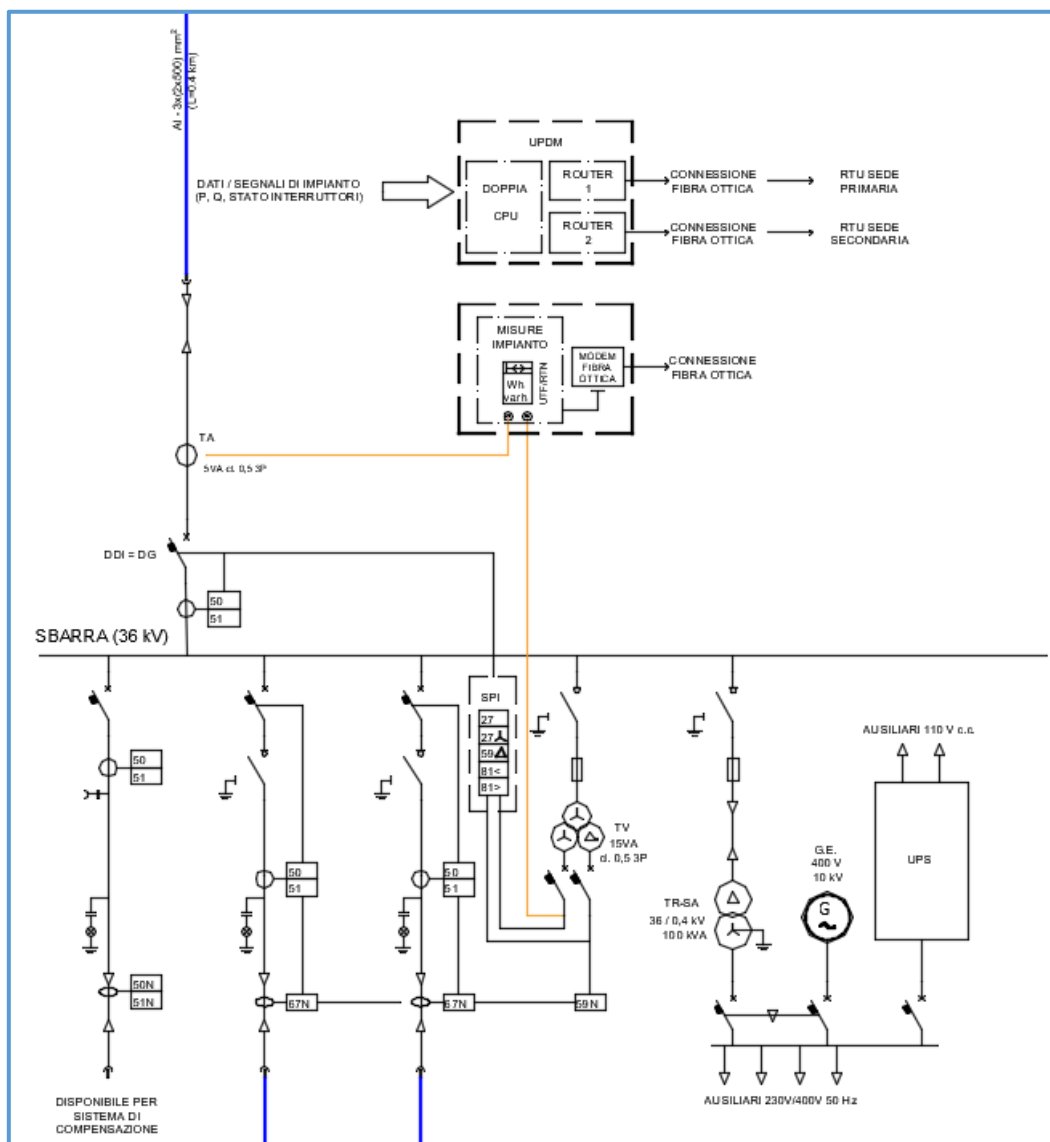 Al - 3x(2x500) mm²
(L=0.4 km)
UPDM
DOPPIA
CPU
ROUTER
1
ROUTER
2
DATI / SEGNALI DI IMPIANTO
(P, Q, STATO INTERRUTTORI)
CONNESSIONE
FIBRA OTTICA
RTU SEDE
PRIMARIA
CONNESSIONE
FIBRA OTTICA
RTU SEDE
SECONDARIA
MISURE
IMPIANTO
Wh
varh
UTF/RTN
MODEM
FIBRA
OTTICA
CONNESSIONE
FIBRA OTTICA
TA
5VA cl. 0,5 3P
DDI = DG
50
51
SBARRA (36 kV)
SPI
27
27
59
81<
81>
50
51
50
51
50
51
TV
15VA
cl. 0,5 3P
TR-SA
36 / 0,4 kV
100 kVA
G.E.
400 V
10 kV
G
AUSILIARI 110 V c.c.
UPS
50N
51N
67N
67N
59N
DISPONIBILE PER
SISTEMA DI
COMPENSAZIONE
AUSILIARI 230V/400V 50 Hz